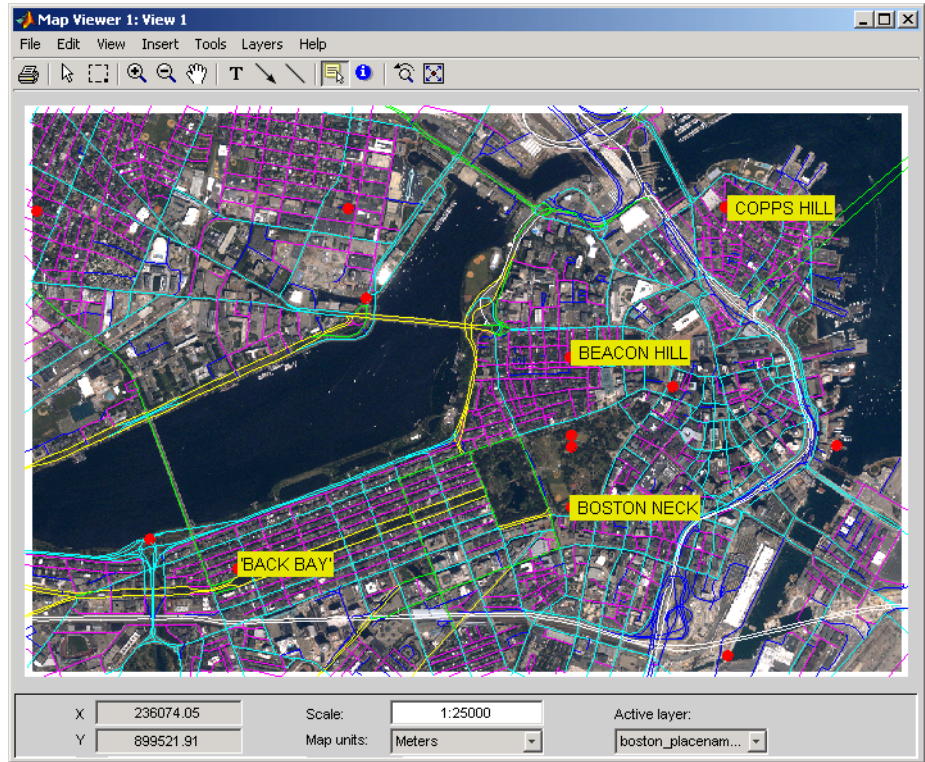 Map Viewer 1: View 1
File Edit View Insert Tools Layers Help
T
COPPS HILL
BEACON HILL
BOSTON NECK
'BACK BAY'
X 236074.05 Scale: 1:25000 Active layer:
Y 899521.91 Map units: Meters boston_placenam...